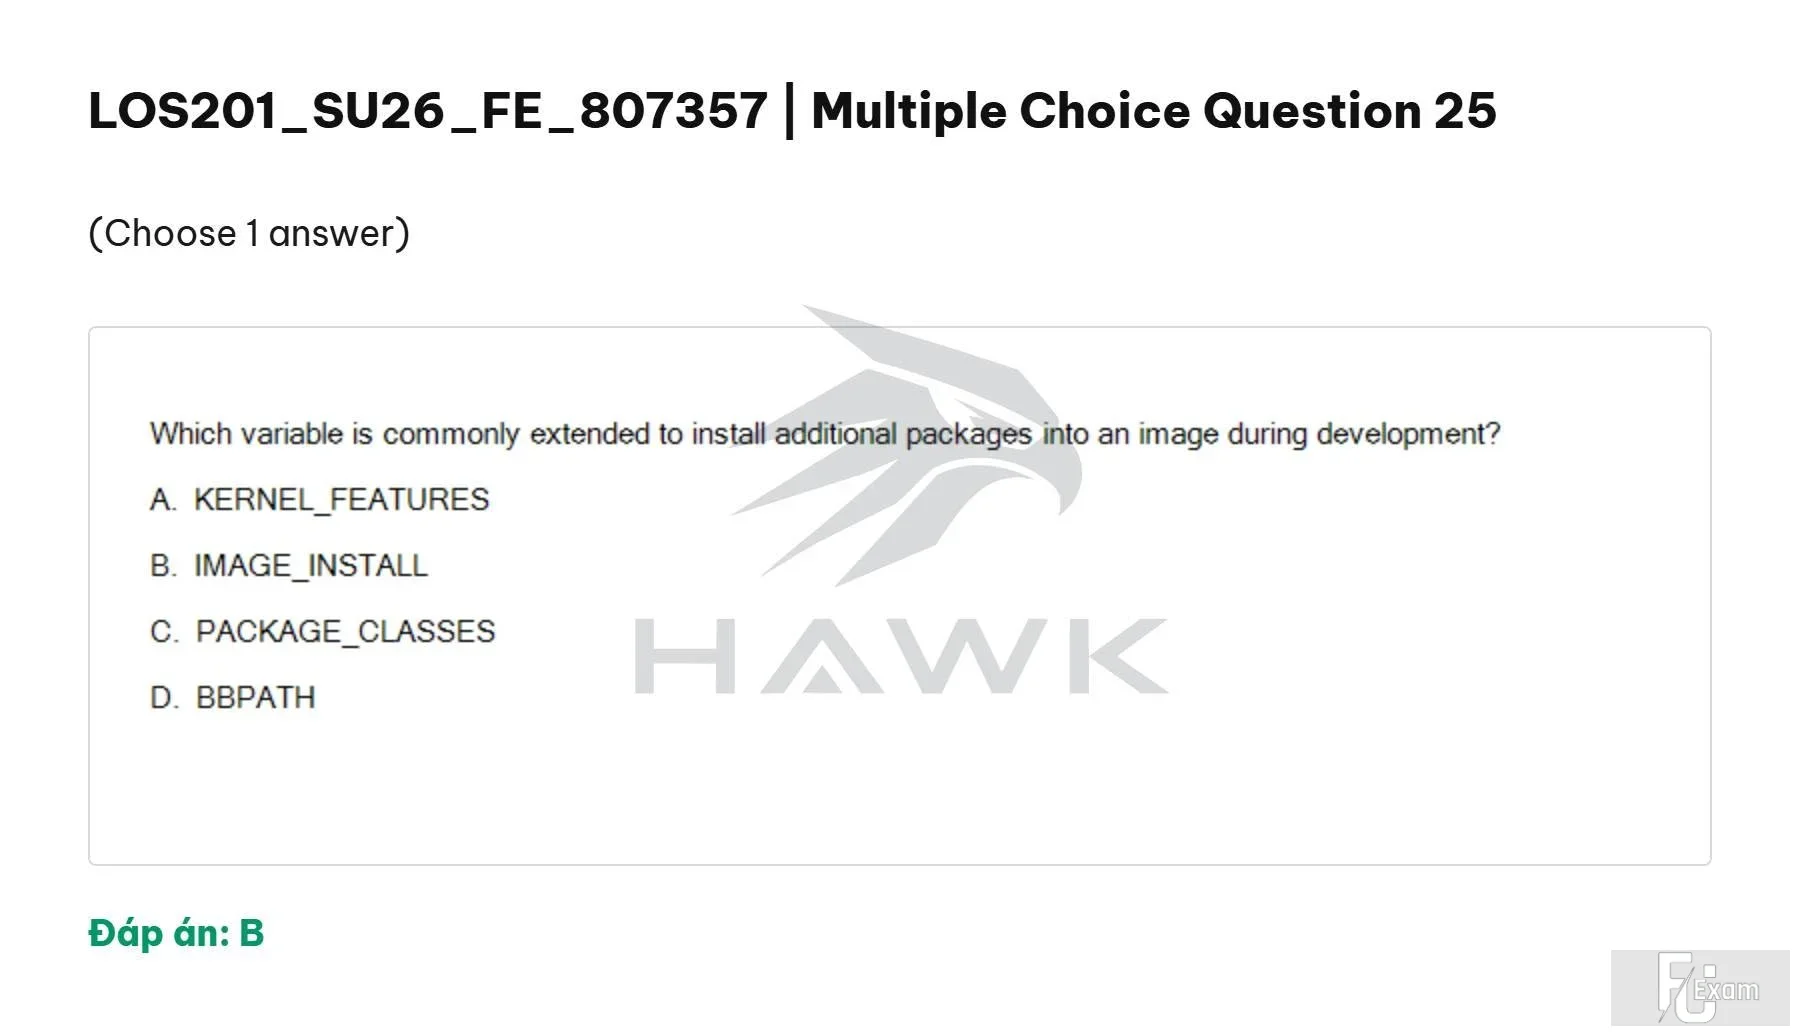 LOS201_SU26_FE_807357 | Multiple Choice Question 25
(Choose 1 answer)
Which variable is commonly extended to install additional packages into an image during development?
A. KERNEL_FEATURES
B. IMAGE_INSTALL
C. PACKAGE_CLASSES
D. BBPATH
HAWK
Đáp án: B
FU Exam